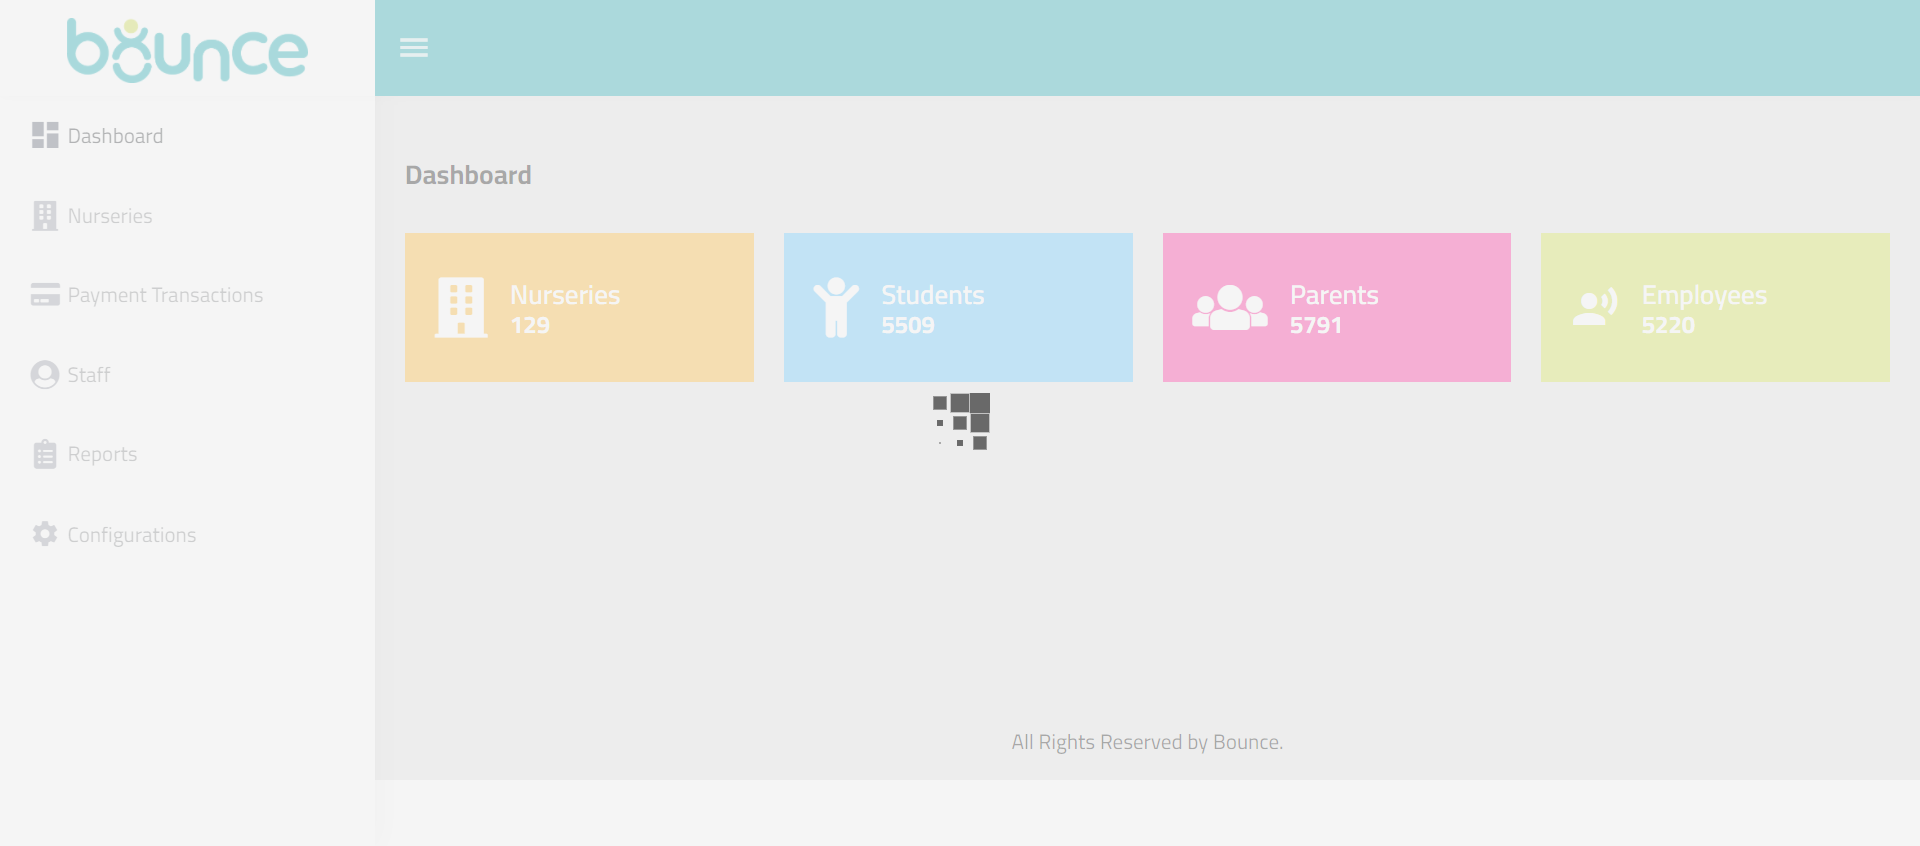 bounce
Dashboard
Nurseries
Payment Transactions
Staff
Reports
Configurations
Dashboard
Nurseries
129
Students
5509
Parents
5791
Employees
5220
All Rights Reserved by Bounce.